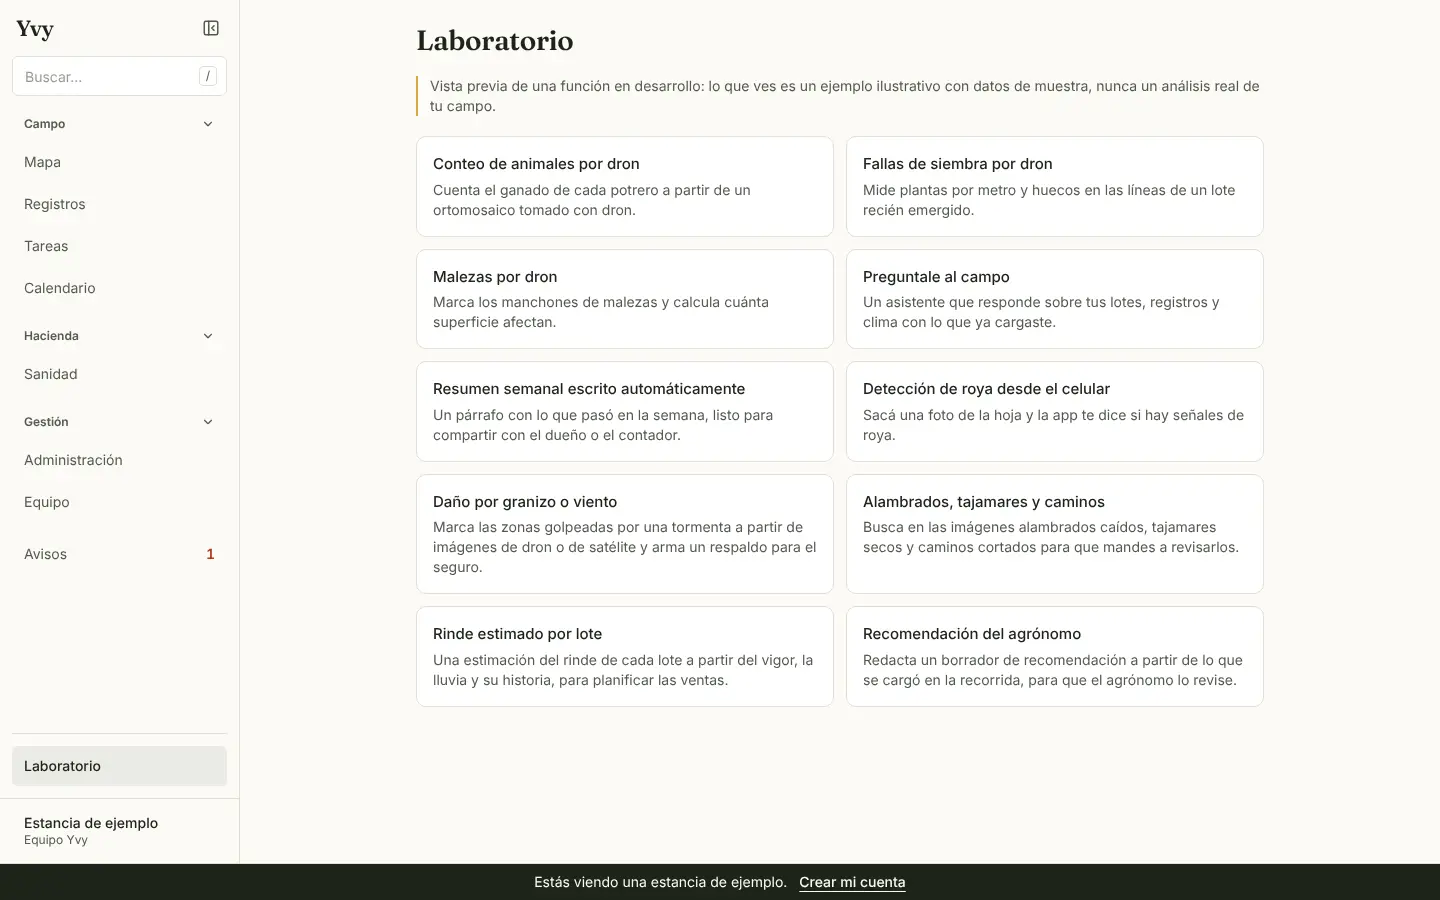 Yvy
Buscar...
/
Campo
Mapa
Registros
Tareas
Calendario
Hacienda
Sanidad
Gestión
Administración
Equipo
Avisos 1
Laboratorio
Estancia de ejemplo
Equipo Yvy
Laboratorio
Vista previa de una función en desarrollo: lo que ves es un ejemplo ilustrativo con datos de muestra, nunca un análisis real de
tu campo.
Conteo de animales por dron
Cuenta el ganado de cada potrero a partir de un
ortomosaico tomado con dron.
Fallas de siembra por dron
Mide plantas por metro y huecos en las líneas de un lote
recién emergido.
Malezas por dron
Marca los manchones de malezas y calcula cuánta
superficie afectan.
Preguntale al campo
Un asistente que responde sobre tus lotes, registros y
clima con lo que ya cargaste.
Resumen semanal escrito automáticamente
Un párrafo con lo que pasó en la semana, listo para
compartir con el dueño o el contador.
Detección de roya desde el celular
Sacá una foto de la hoja y la app te dice si hay señales de
roya.
Daño por granizo o viento
Marca las zonas golpeadas por una tormenta a partir de
imágenes de dron o de satélite y arma un respaldo para el
seguro.
Alambrados, tajamares y caminos
Busca en las imágenes alambrados caídos, tajamares
secos y caminos cortados para que mandes a revisarlos.
Rinde estimado por lote
Una estimación del rinde de cada lote a partir del vigor, la
lluvia y su historia, para planificar las ventas.
Recomendación del agrónomo
Redacta un borrador de recomendación a partir de lo que
se cargó en la recorrida, para que el agrónomo lo revise.
Estás viendo una estancia de ejemplo. Crear mi cuenta